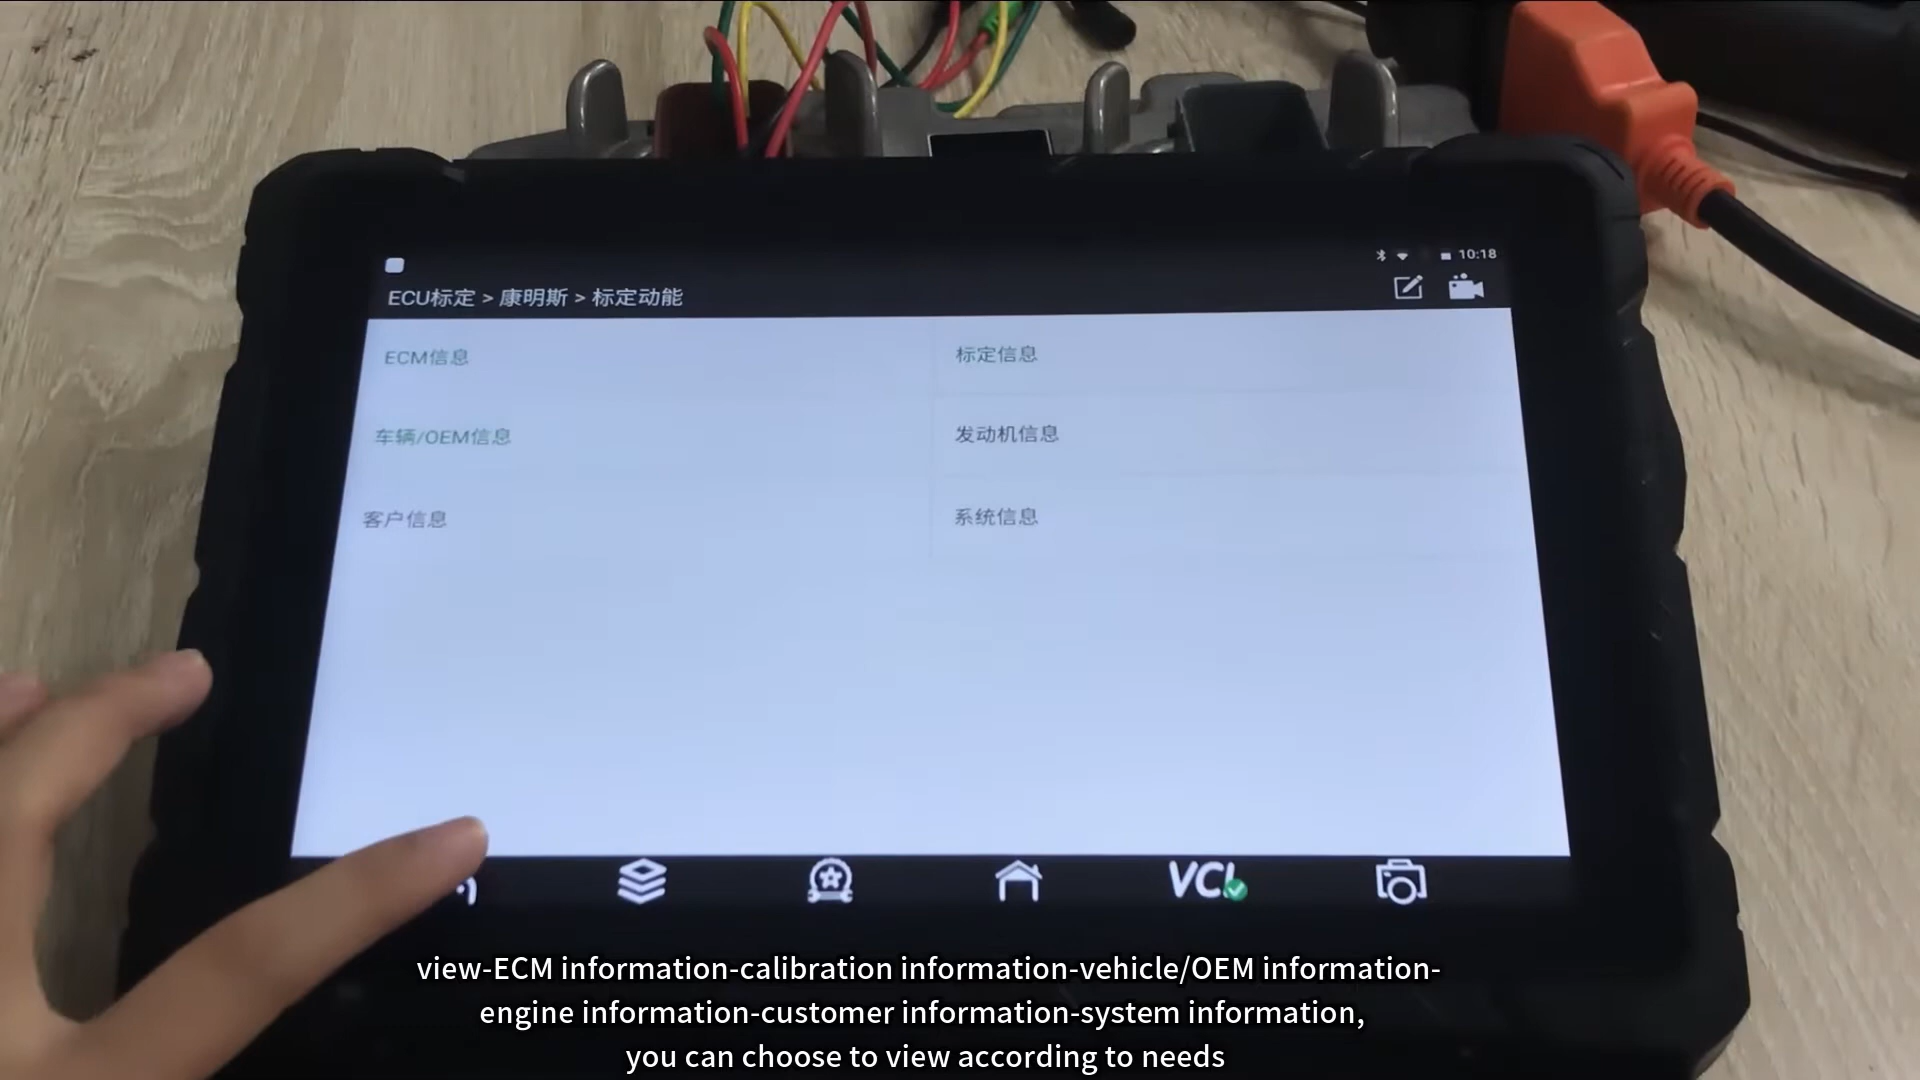 10:18
ECU标定 > 康明斯 > 标定动能
ECM信息
标定信息
车辆/OEM信息
发动机信息
客户信息
系统信息
VCI
view-ECM information-calibration information-vehicle/OEM information-
engine information-customer information-system information,
you can choose to view according to needs